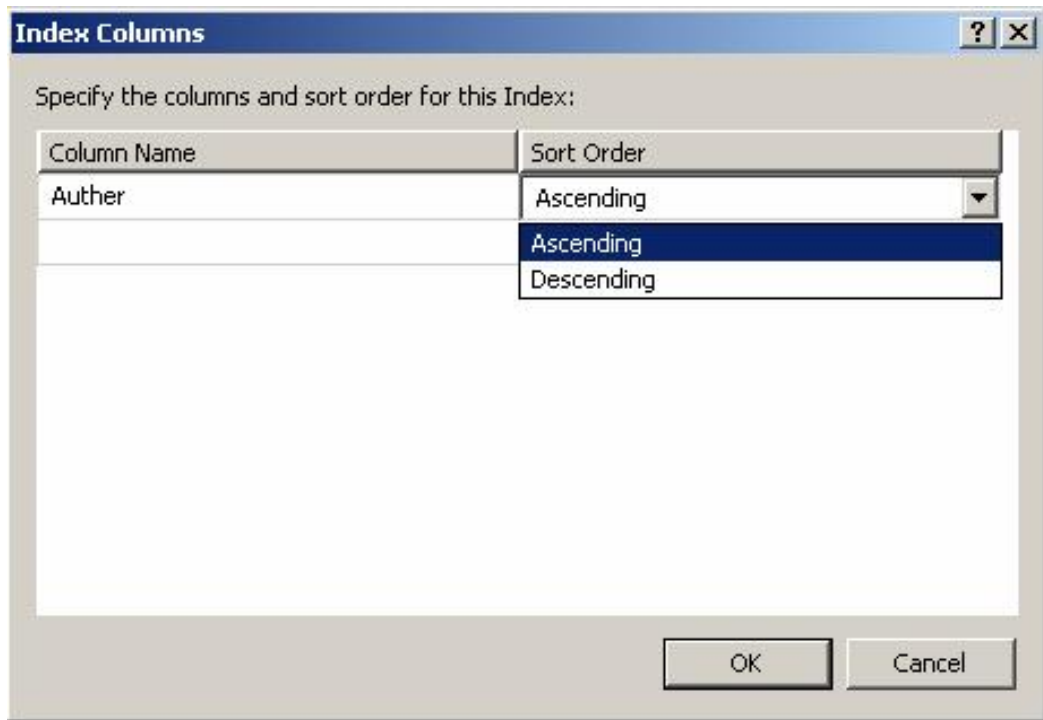 Index Columns
Specify the columns and sort order for this Index:
Column Name Sort Order
Auther Ascending
Ascending
Descending
OK Cancel